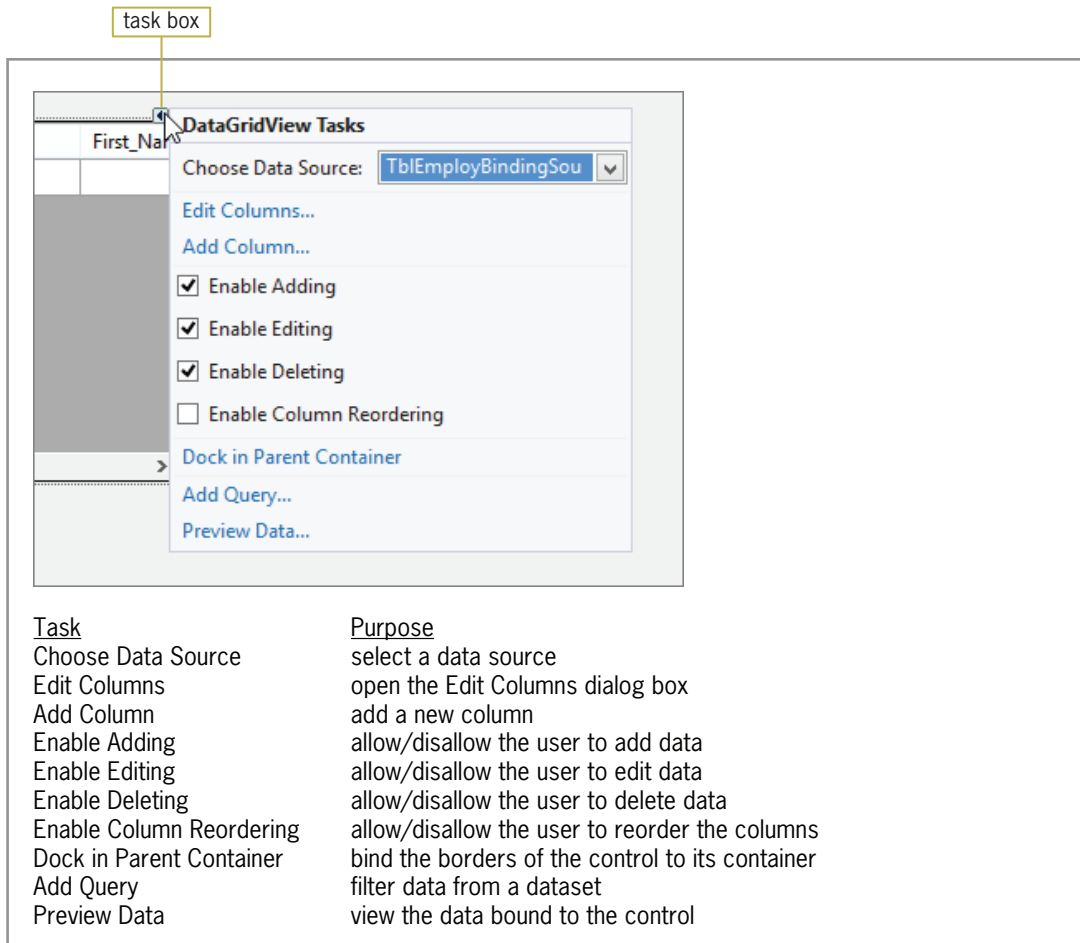 task box
First_Nar
DataGridView Tasks
Choose Data Source: TblEmployBindingSou
Edit Columns...
Add Column...
Enable Adding
Enable Editing
Enable Deleting
Enable Column Reordering
Dock in Parent Container
Add Query...
Preview Data...
Task Purpose
Choose Data Source select a data source
Edit Columns open the Edit Columns dialog box
Add Column add a new column
Enable Adding allow/disallow the user to add data
Enable Editing allow/disallow the user to edit data
Enable Deleting allow/disallow the user to delete data
Enable Column Reordering allow/disallow the user to reorder the columns
Dock in Parent Container bind the borders of the control to its container
Add Query filter data from a dataset
Preview Data view the data bound to the control